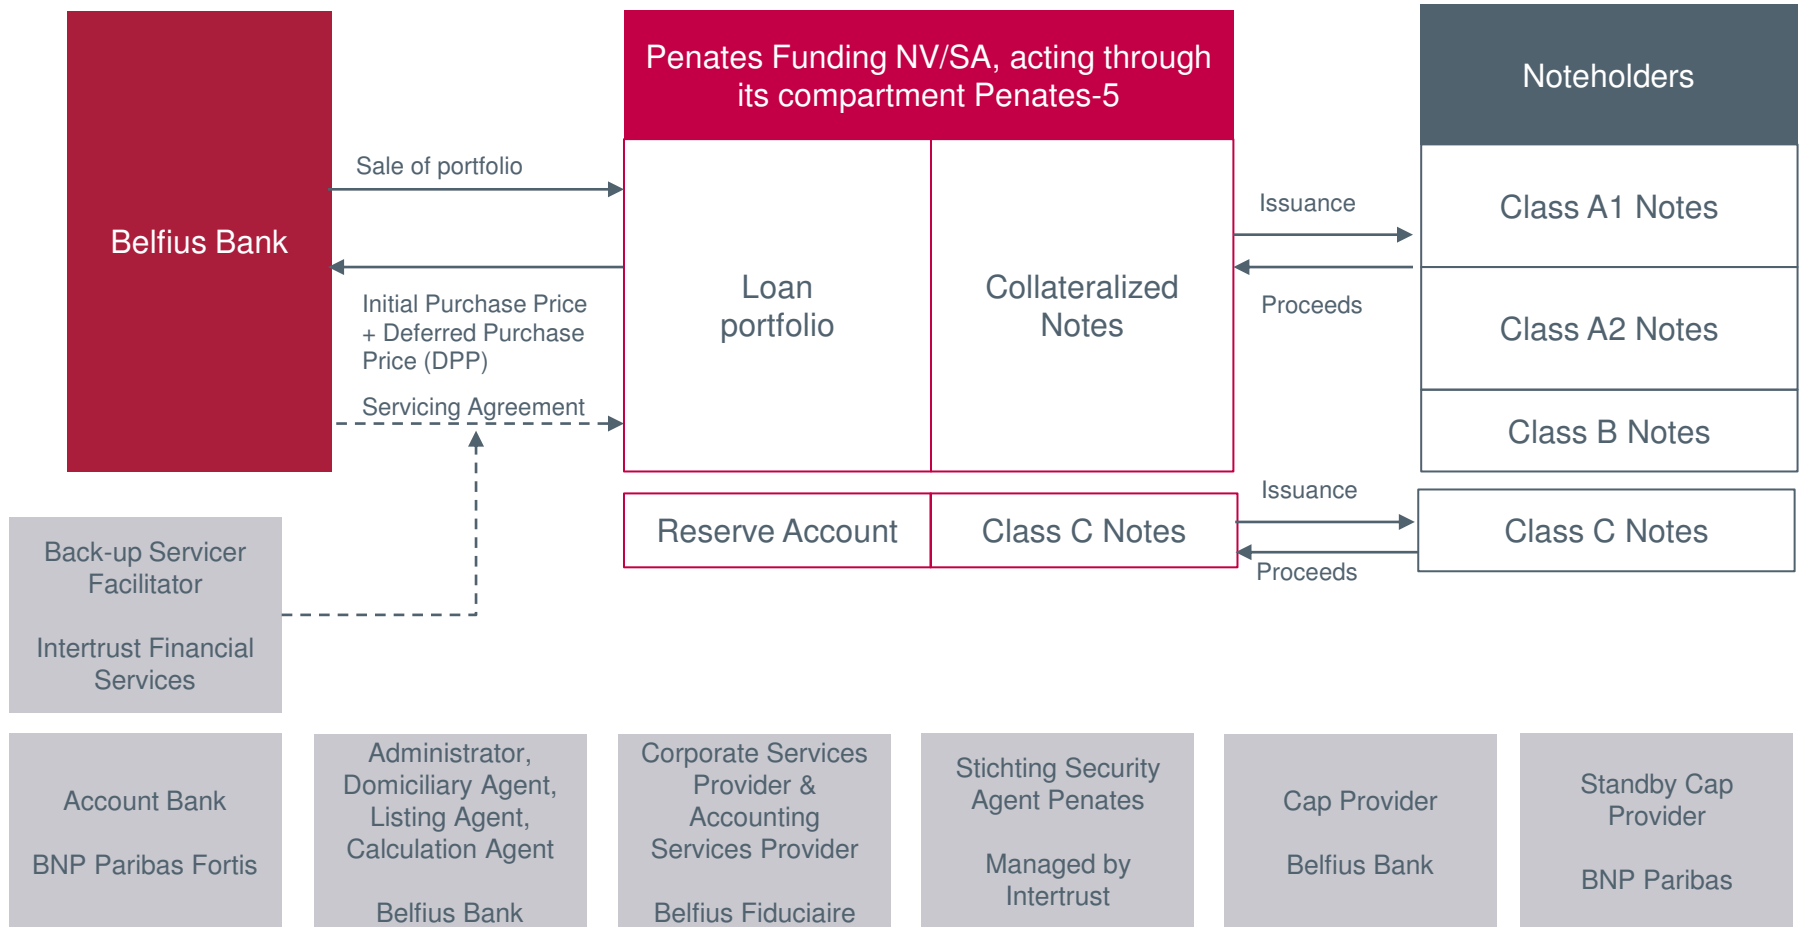 Belfius Bank
Penates Funding NV/SA, acting through
its compartment Penates-5
Noteholders
Sale of portfolio
Initial Purchase Price
+ Deferred Purchase
Price (DPP)
Servicing Agreement
Loan
portfolio
Collateralized
Notes
Issuance
Proceeds
Class A1 Notes
Class A2 Notes
Class B Notes
Reserve Account
Class C Notes
Issuance
Proceeds
Class C Notes
Back-up Servicer
Facilitator
Intertrust Financial
Services
Account Bank
BNP Paribas Fortis
Administrator,
Domiciliary Agent,
Listing Agent,
Calculation Agent
Belfius Bank
Corporate Services
Provider &
Accounting
Services Provider
Belfius Fiduciaire
Stichting Security
Agent Penates
Managed by
Intertrust
Cap Provider
Belfius Bank
Standby Cap
Provider
BNP Paribas